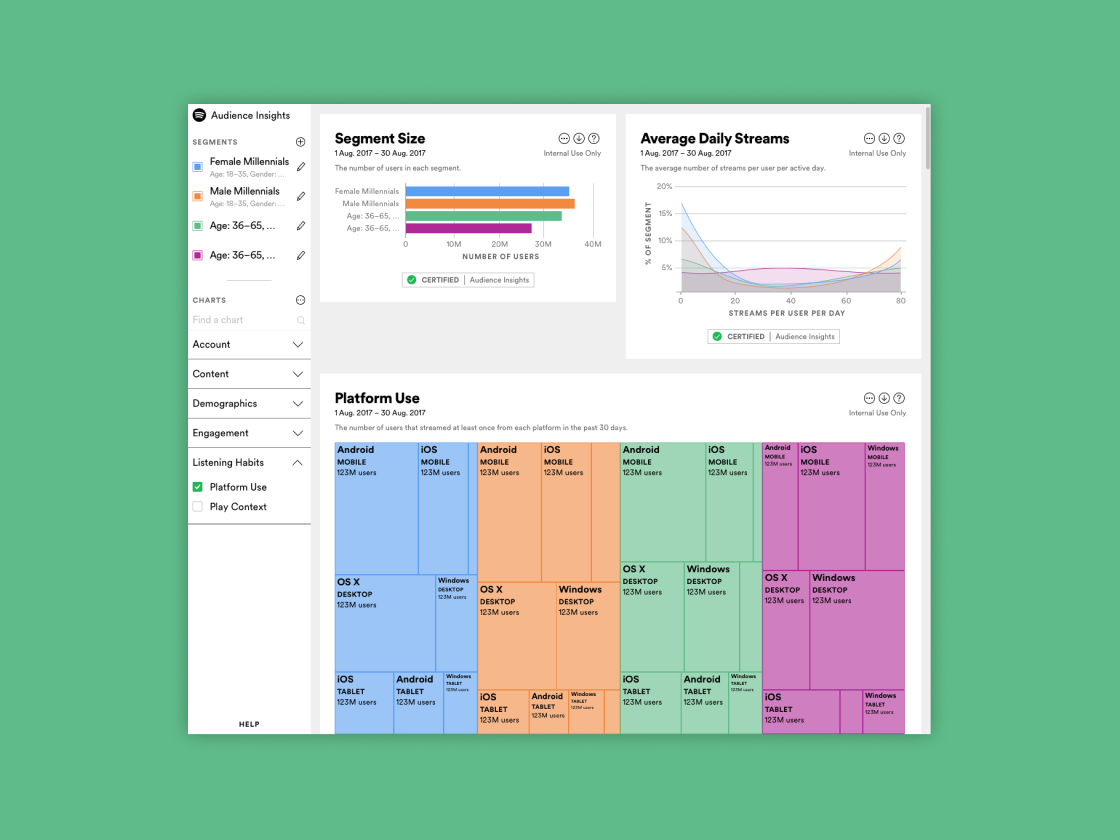 Audience Insights
SEGMENTS
Female Millennials
Age: 18–35, Gender: ...
Male Millennials
Age: 18–35, Gender: ...
Age: 36–65, ...
Age: 36–65, ...
CHARTS
Find a chart
Account
Content
Demographics
Engagement
Listening Habits
Platform Use
Play Context
HELP
Segment Size
1 Aug. 2017 – 30 Aug. 2017
Internal Use Only
The number of users in each segment.
Female Millennials
Male Millennials
Age: 36–65, ...
Age: 36–65, ...
0 10M 20M 30M 40M
NUMBER OF USERS
CERTIFIED | Audience Insights
Average Daily Streams
1 Aug. 2017 – 30 Aug. 2017
Internal Use Only
The average number of streams per user per active day.
% OF SEGMENT
20%
15%
10%
5%
0 20 40 60 80
STREAMS PER USER PER DAY
CERTIFIED | Audience Insights
Platform Use
1 Aug. 2017 – 30 Aug. 2017
Internal Use Only
The number of users that streamed at least once from each platform in the past 30 days.
Android
MOBILE
123M users
iOS
MOBILE
123M users
OS X
DESKTOP
123M users
Windows
DESKTOP
123M users
iOS
TABLET
123M users
Android
TABLET
123M users
Windows
TABLET
123M users
Android
MOBILE
123M users
iOS
MOBILE
123M users
OS X
DESKTOP
123M users
Windows
DESKTOP
123M users
iOS
TABLET
123M users
Android
TABLET
123M users
Windows
TABLET
123M users
Android
MOBILE
123M users
iOS
MOBILE
123M users
OS X
DESKTOP
123M users
Windows
DESKTOP
123M users
iOS
TABLET
123M users
Android
TABLET
123M users
Windows
TABLET
123M users
Android
MOBILE
123M users
iOS
MOBILE
123M users
Windows
MOBILE
123M users
OS X
DESKTOP
123M users
Windows
DESKTOP
123M users
iOS
TABLET
123M users
Windows
TABLET
123M users